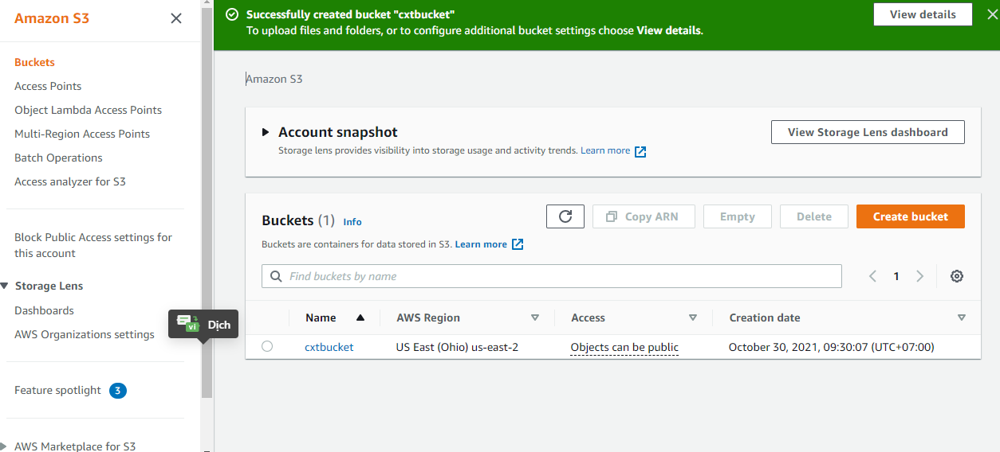 Amazon S3
Buckets
Access Points
Object Lambda Access Points
Multi-Region Access Points
Batch Operations
Access analyzer for S3
Block Public Access settings for
this account
Storage Lens
Dashboards
AWS Organizations settings
vi Dịch
Feature spotlight 3
AWS Marketplace for S3
Successfully created bucket "cxtbucket"
To upload files and folders, or to configure additional bucket settings choose View details.
View details
Amazon S3
Account snapshot
Storage lens provides visibility into storage usage and activity trends. Learn more
View Storage Lens dashboard
Buckets (1) Info
Copy ARN Empty Delete Create bucket
Buckets are containers for data stored in S3. Learn more
Find buckets by name
1
Name AWS Region Access Creation date
cxtbucket US East (Ohio) us-east-2 Objects can be public October 30, 2021, 09:30:07 (UTC+07:00)